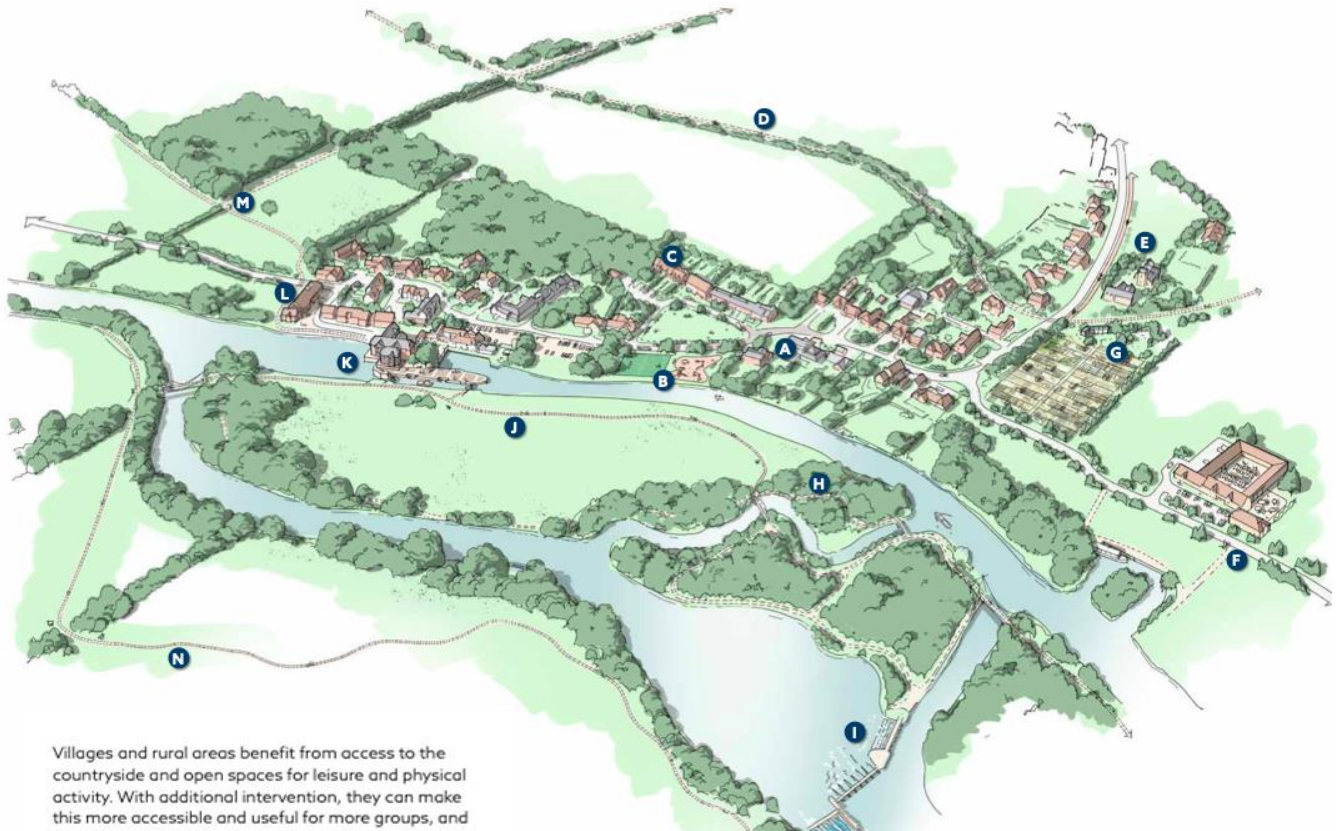 D
M
E
C
L
G
A
K
B
J
H
F
N
I
Villages and rural areas benefit from access to the
countryside and open spaces for leisure and physical
activity. With additional intervention, they can make
this more accessible and useful for more groups, and